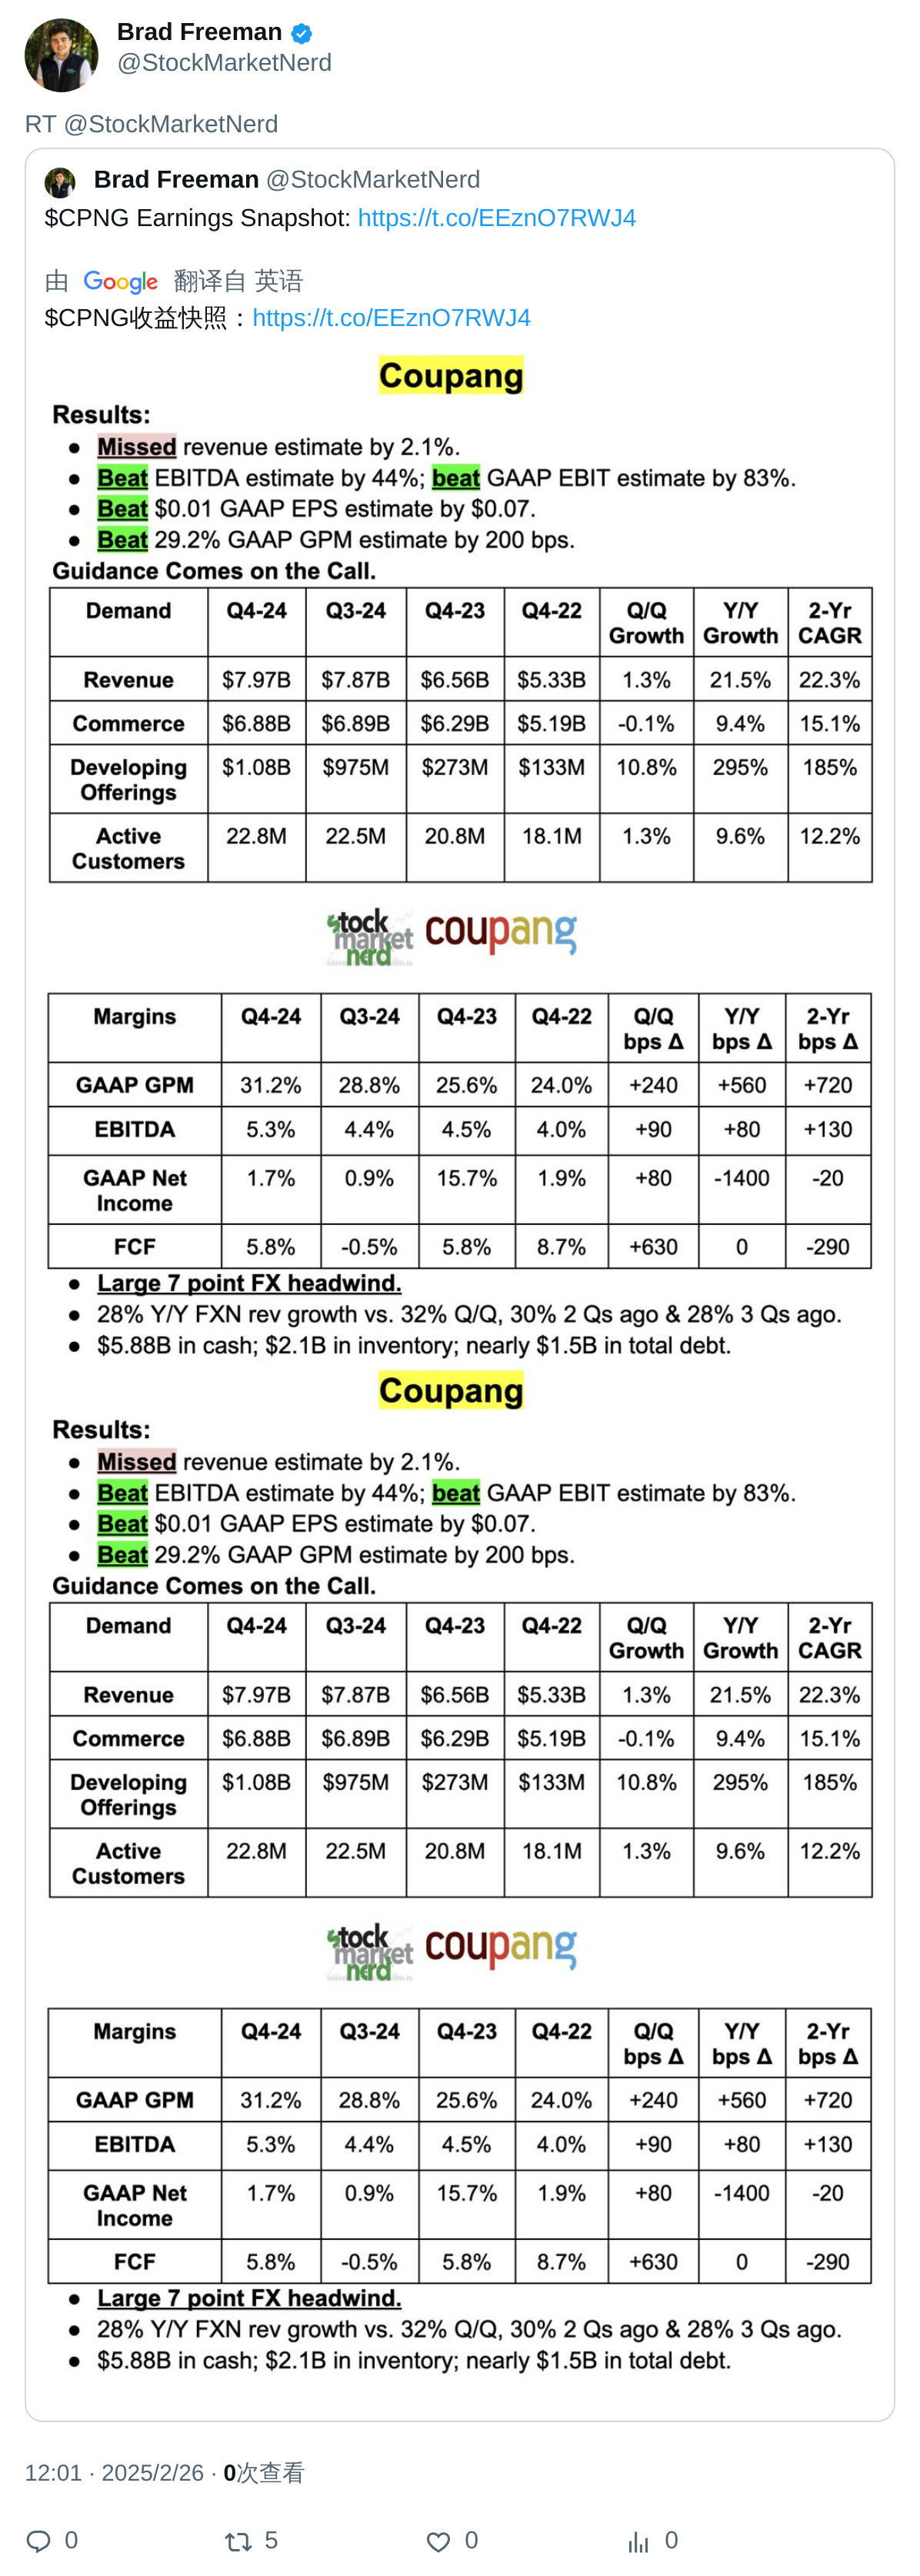 Brad Freeman
@StockMarketNerd
RT @StockMarketNerd
Brad Freeman @StockMarketNerd
$CPNG Earnings Snapshot: https://t.co/EEznO7RWJ4
由 Google 翻译自 英语
$CPNG收益快照：https://t.co/EEznO7RWJ4
Coupang
Results:
● Missed revenue estimate by 2.1%.
● Beat EBITDA estimate by 44%; beat GAAP EBIT estimate by 83%.
● Beat $0.01 GAAP EPS estimate by $0.07.
● Beat 29.2% GAAP GPM estimate by 200 bps.
Guidance Comes on the Call.
Demand Q4-24 Q3-24 Q4-23 Q4-22 Q/Q Y/Y 2-Yr
Growth Growth CAGR
Revenue $7.97B $7.87B $6.56B $5.33B 1.3% 21.5% 22.3%
Commerce $6.88B $6.89B $6.29B $5.19B -0.1% 9.4% 15.1%
Developing $1.08B $975M $273M $133M 10.8% 295% 185%
Offerings
Active 22.8M 22.5M 20.8M 18.1M 1.3% 9.6% 12.2%
Customers
stock
market coupang
nerd
Margins Q4-24 Q3-24 Q4-23 Q4-22 Q/Q Y/Y 2-Yr
bps Δ bps Δ bps Δ
GAAP GPM 31.2% 28.8% 25.6% 24.0% +240 +560 +720
EBITDA 5.3% 4.4% 4.5% 4.0% +90 +80 +130
GAAP Net 1.7% 0.9% 15.7% 1.9% +80 -1400 -20
Income
FCF 5.8% -0.5% 5.8% 8.7% +630 0 -290
● Large 7 point FX headwind.
● 28% Y/Y FXN rev growth vs. 32% Q/Q, 30% 2 Qs ago & 28% 3 Qs ago.
● $5.88B in cash; $2.1B in inventory; nearly $1.5B in total debt.
Coupang
Results:
● Missed revenue estimate by 2.1%.
● Beat EBITDA estimate by 44%; beat GAAP EBIT estimate by 83%.
● Beat $0.01 GAAP EPS estimate by $0.07.
● Beat 29.2% GAAP GPM estimate by 200 bps.
Guidance Comes on the Call.
Demand Q4-24 Q3-24 Q4-23 Q4-22 Q/Q Y/Y 2-Yr
Growth Growth CAGR
Revenue $7.97B $7.87B $6.56B $5.33B 1.3% 21.5% 22.3%
Commerce $6.88B $6.89B $6.29B $5.19B -0.1% 9.4% 15.1%
Developing $1.08B $975M $273M $133M 10.8% 295% 185%
Offerings
Active 22.8M 22.5M 20.8M 18.1M 1.3% 9.6% 12.2%
Customers
stock
market coupang
nerd
Margins Q4-24 Q3-24 Q4-23 Q4-22 Q/Q Y/Y 2-Yr
bps Δ bps Δ bps Δ
GAAP GPM 31.2% 28.8% 25.6% 24.0% +240 +560 +720
EBITDA 5.3% 4.4% 4.5% 4.0% +90 +80 +130
GAAP Net 1.7% 0.9% 15.7% 1.9% +80 -1400 -20
Income
FCF 5.8% -0.5% 5.8% 8.7% +630 0 -290
● Large 7 point FX headwind.
● 28% Y/Y FXN rev growth vs. 32% Q/Q, 30% 2 Qs ago & 28% 3 Qs ago.
● $5.88B in cash; $2.1B in inventory; nearly $1.5B in total debt.
12:01 · 2025/2/26 · 0次查看
0 5 0 0